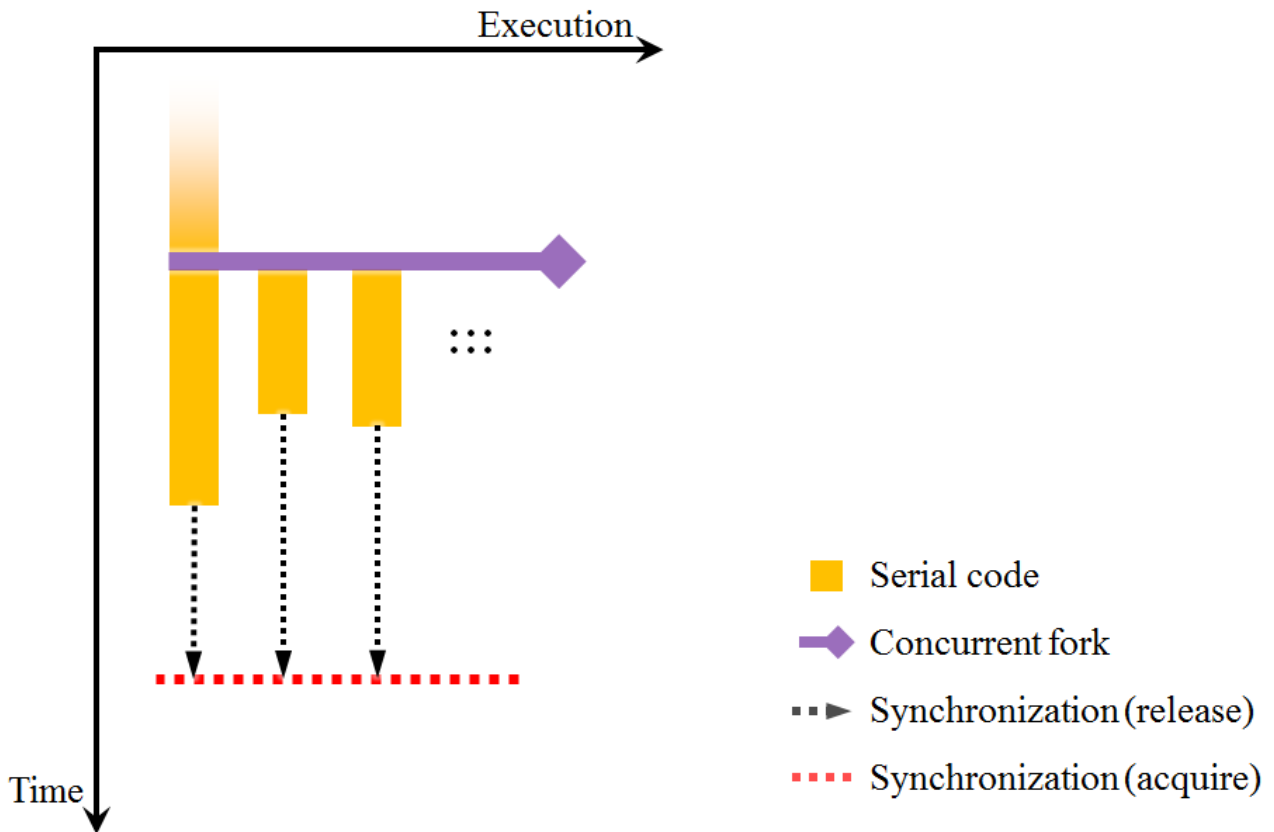 Execution
Serial code
Concurrent fork
Synchronization (release)
Synchronization (acquire)
Time